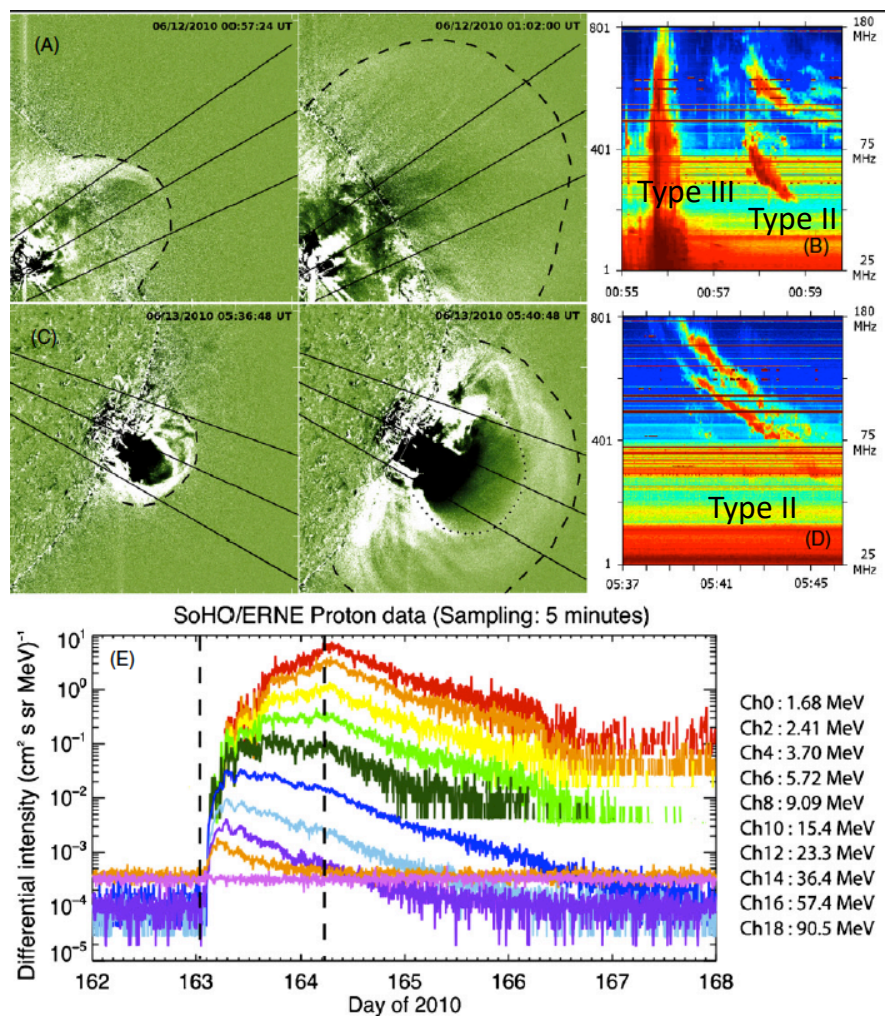 (A)
06/12/2010 00:57:24 UT
06/12/2010 01:02:00 UT
801
401
1
180
MHz
75
MHz
25
MHz
Type III
Type II
(B)
00:55
00:57
00:59
(C)
06/13/2010 05:36:48 UT
06/13/2010 05:40:48 UT
801
401
1
180
MHz
75
MHz
25
MHz
Type II
(D)
05:37
05:41
05:45
SoHO/ERNE Proton data (Sampling: 5 minutes)
(E)
Differential intensity (cm² s sr MeV)⁻¹
10¹
10⁰
10⁻¹
10⁻²
10⁻³
10⁻⁴
10⁻⁵
162
163
164
165
166
167
168
Day of 2010
Ch0 : 1.68 MeV
Ch2 : 2.41 MeV
Ch4 : 3.70 MeV
Ch6 : 5.72 MeV
Ch8 : 9.09 MeV
Ch10 : 15.4 MeV
Ch12 : 23.3 MeV
Ch14 : 36.4 MeV
Ch16 : 57.4 MeV
Ch18 : 90.5 MeV